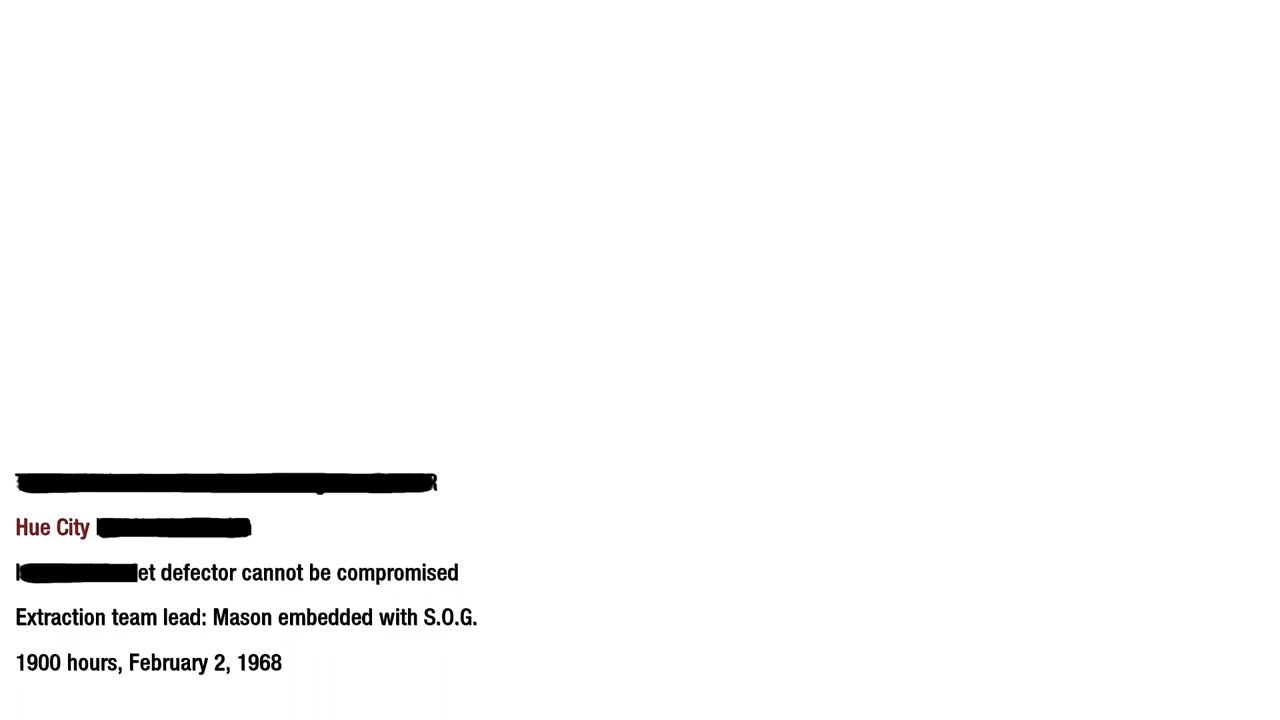 Hue City
et defector cannot be compromised
Extraction team lead: Mason embedded with S.O.G.
1900 hours, February 2, 1968